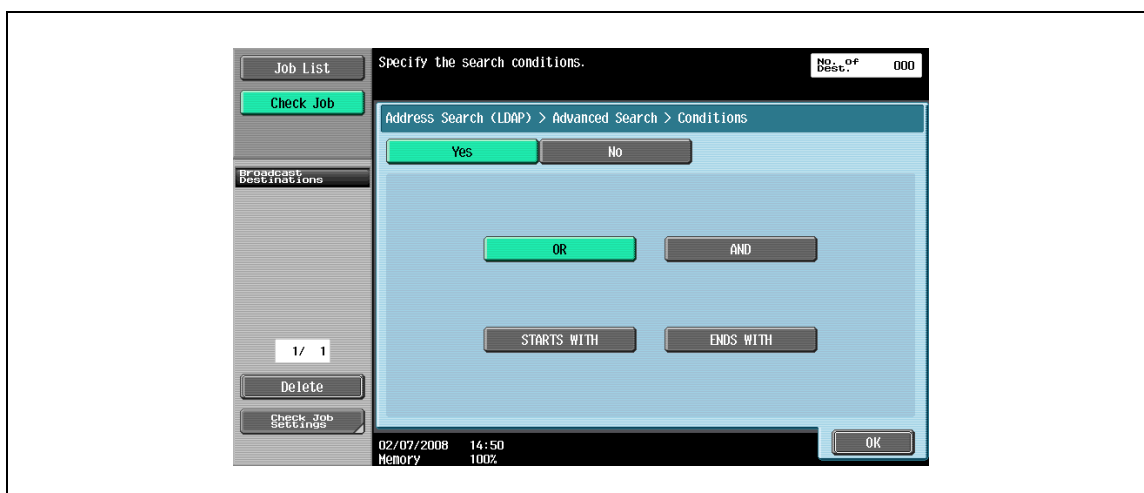 Job List
Check Job
Broadcast
Destinations
1/ 1
Delete
Check Job
Settings
Specify the search conditions.
No. of
Dest. 000
Address Search (LDAP) > Advanced Search > Conditions
Yes No
OR AND
STARTS WITH ENDS WITH
02/07/2008 14:50
Memory 100%
OK